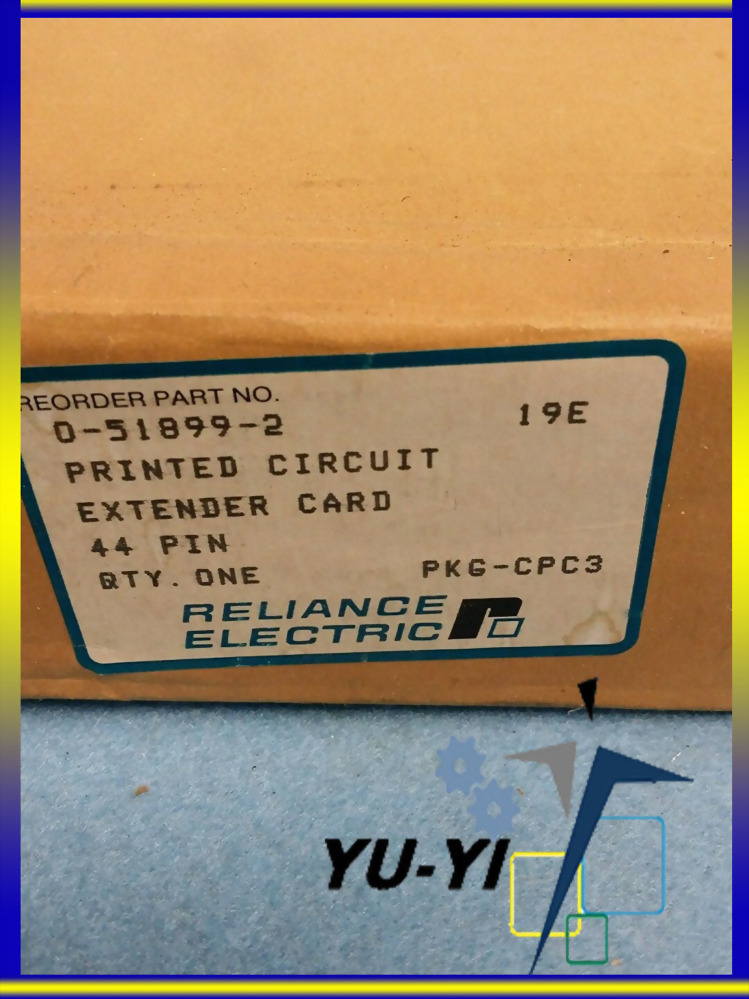 REORDER PART NO.
0-51899-2 19E
PRINTED CIRCUIT
EXTENDER CARD
44 PIN
QTY. ONE PKG-CPC3
RELIANCE
ELECTRIC
YU-YI